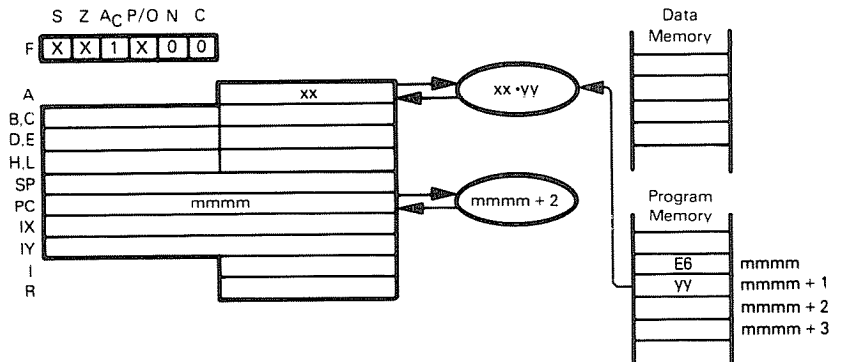 S Z AC P/O N C
F X X 1 X 0 0
Data
Memory
A xx
xx •yy
B,C
D,E
H,L
SP
PC mmmm
mmmm + 2
IX
IY
I
R
Program
Memory
E6 mmmm
yy mmmm + 1
mmmm + 2
mmmm + 3